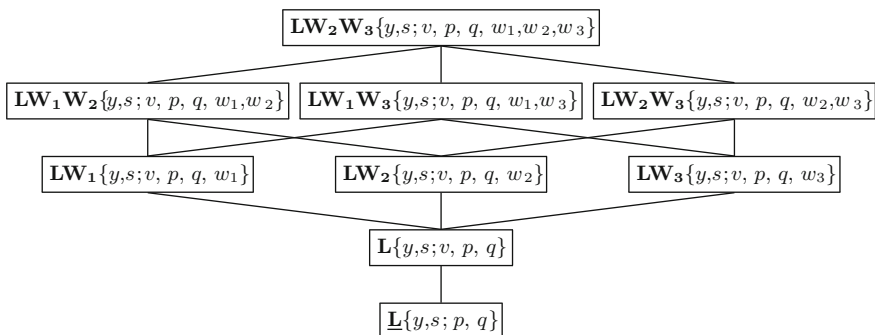 LW₂W₃{y,s; v, p, q, w₁,w₂,w₃}
LW₁W₂{y,s; v, p, q, w₁,w₂} LW₁W₃{y,s; v, p, q, w₁,w₃} LW₂W₃{y,s; v, p, q, w₂,w₃}
LW₁{y,s; v, p, q, w₁} LW₂{y,s; v, p, q, w₂} LW₃{y,s; v, p, q, w₃}
L{y,s; v, p, q}
L̲{y,s; p, q}